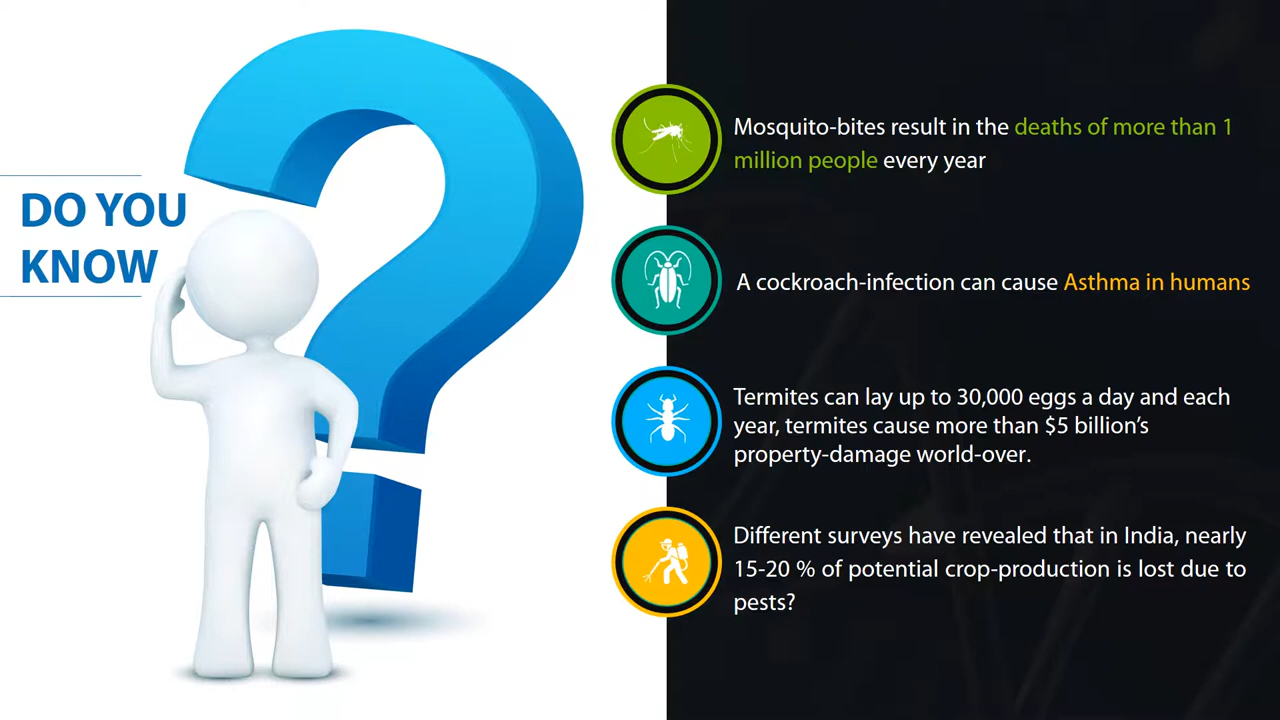 DO YOU
KNOW
Mosquito-bites result in the deaths of more than 1
million people every year
A cockroach-infection can cause Asthma in humans
Termites can lay up to 30,000 eggs a day and each
year, termites cause more than $5 billion’s
property-damage world-over.
Different surveys have revealed that in India, nearly
15-20 % of potential crop-production is lost due to
pests?